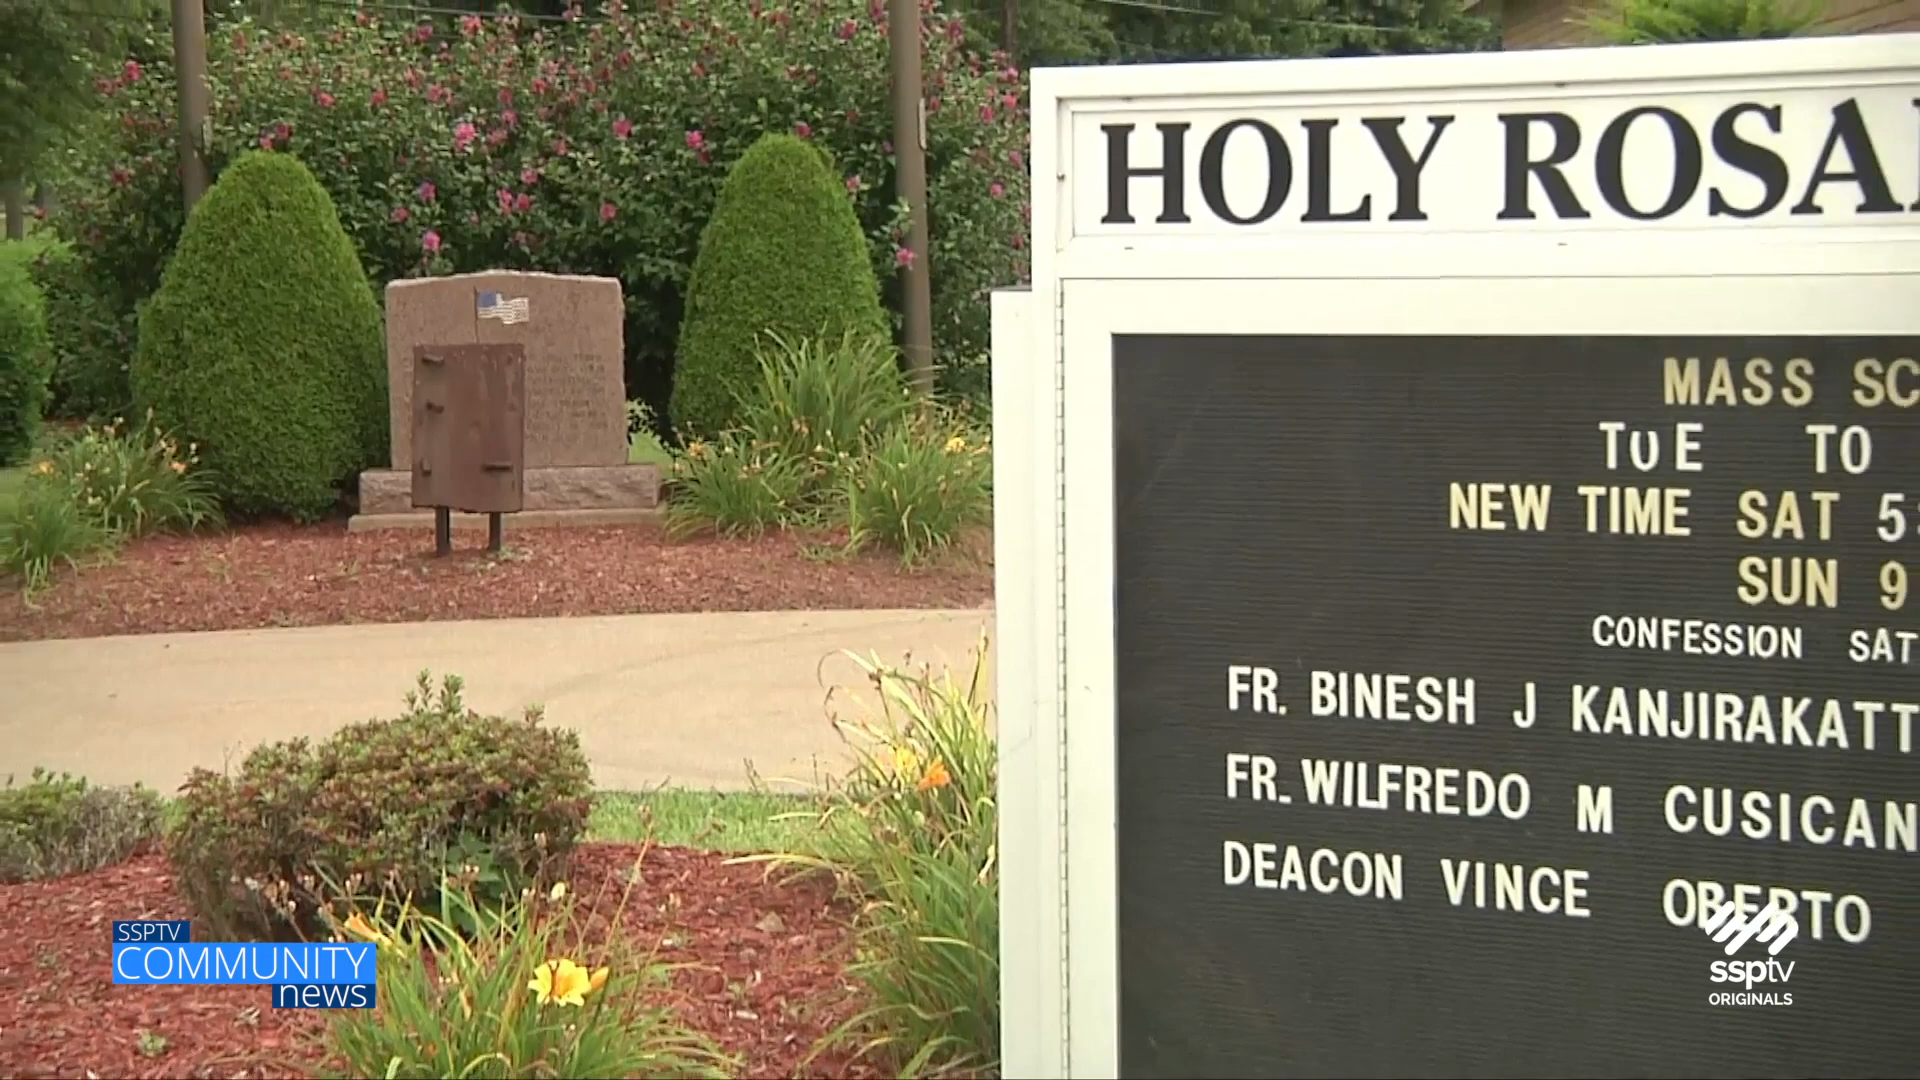 HOLY ROSA
MASS SC
TUE TO
NEW TIME SAT 5
SUN 9
CONFESSION SAT
FR. BINESH J KANJIRAKATT
FR. WILFREDO M CUSICAN
DEACON VINCE OBERTO
SSPTV
COMMUNITY
news
ssptv
ORIGINALS